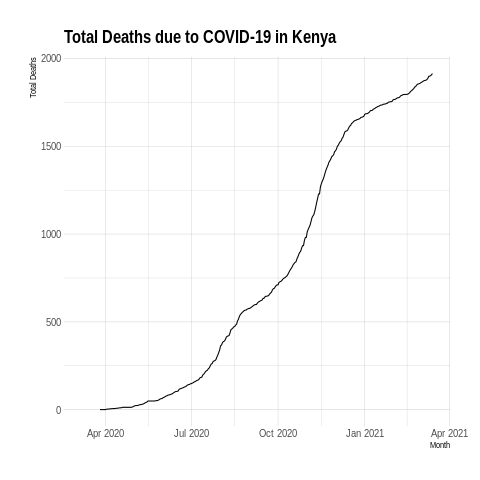 Total Deaths due to COVID-19 in Kenya
Total Deaths
2000
1500
1000
500
0
Apr 2020 Jul 2020 Oct 2020 Jan 2021 Apr 2021
Month